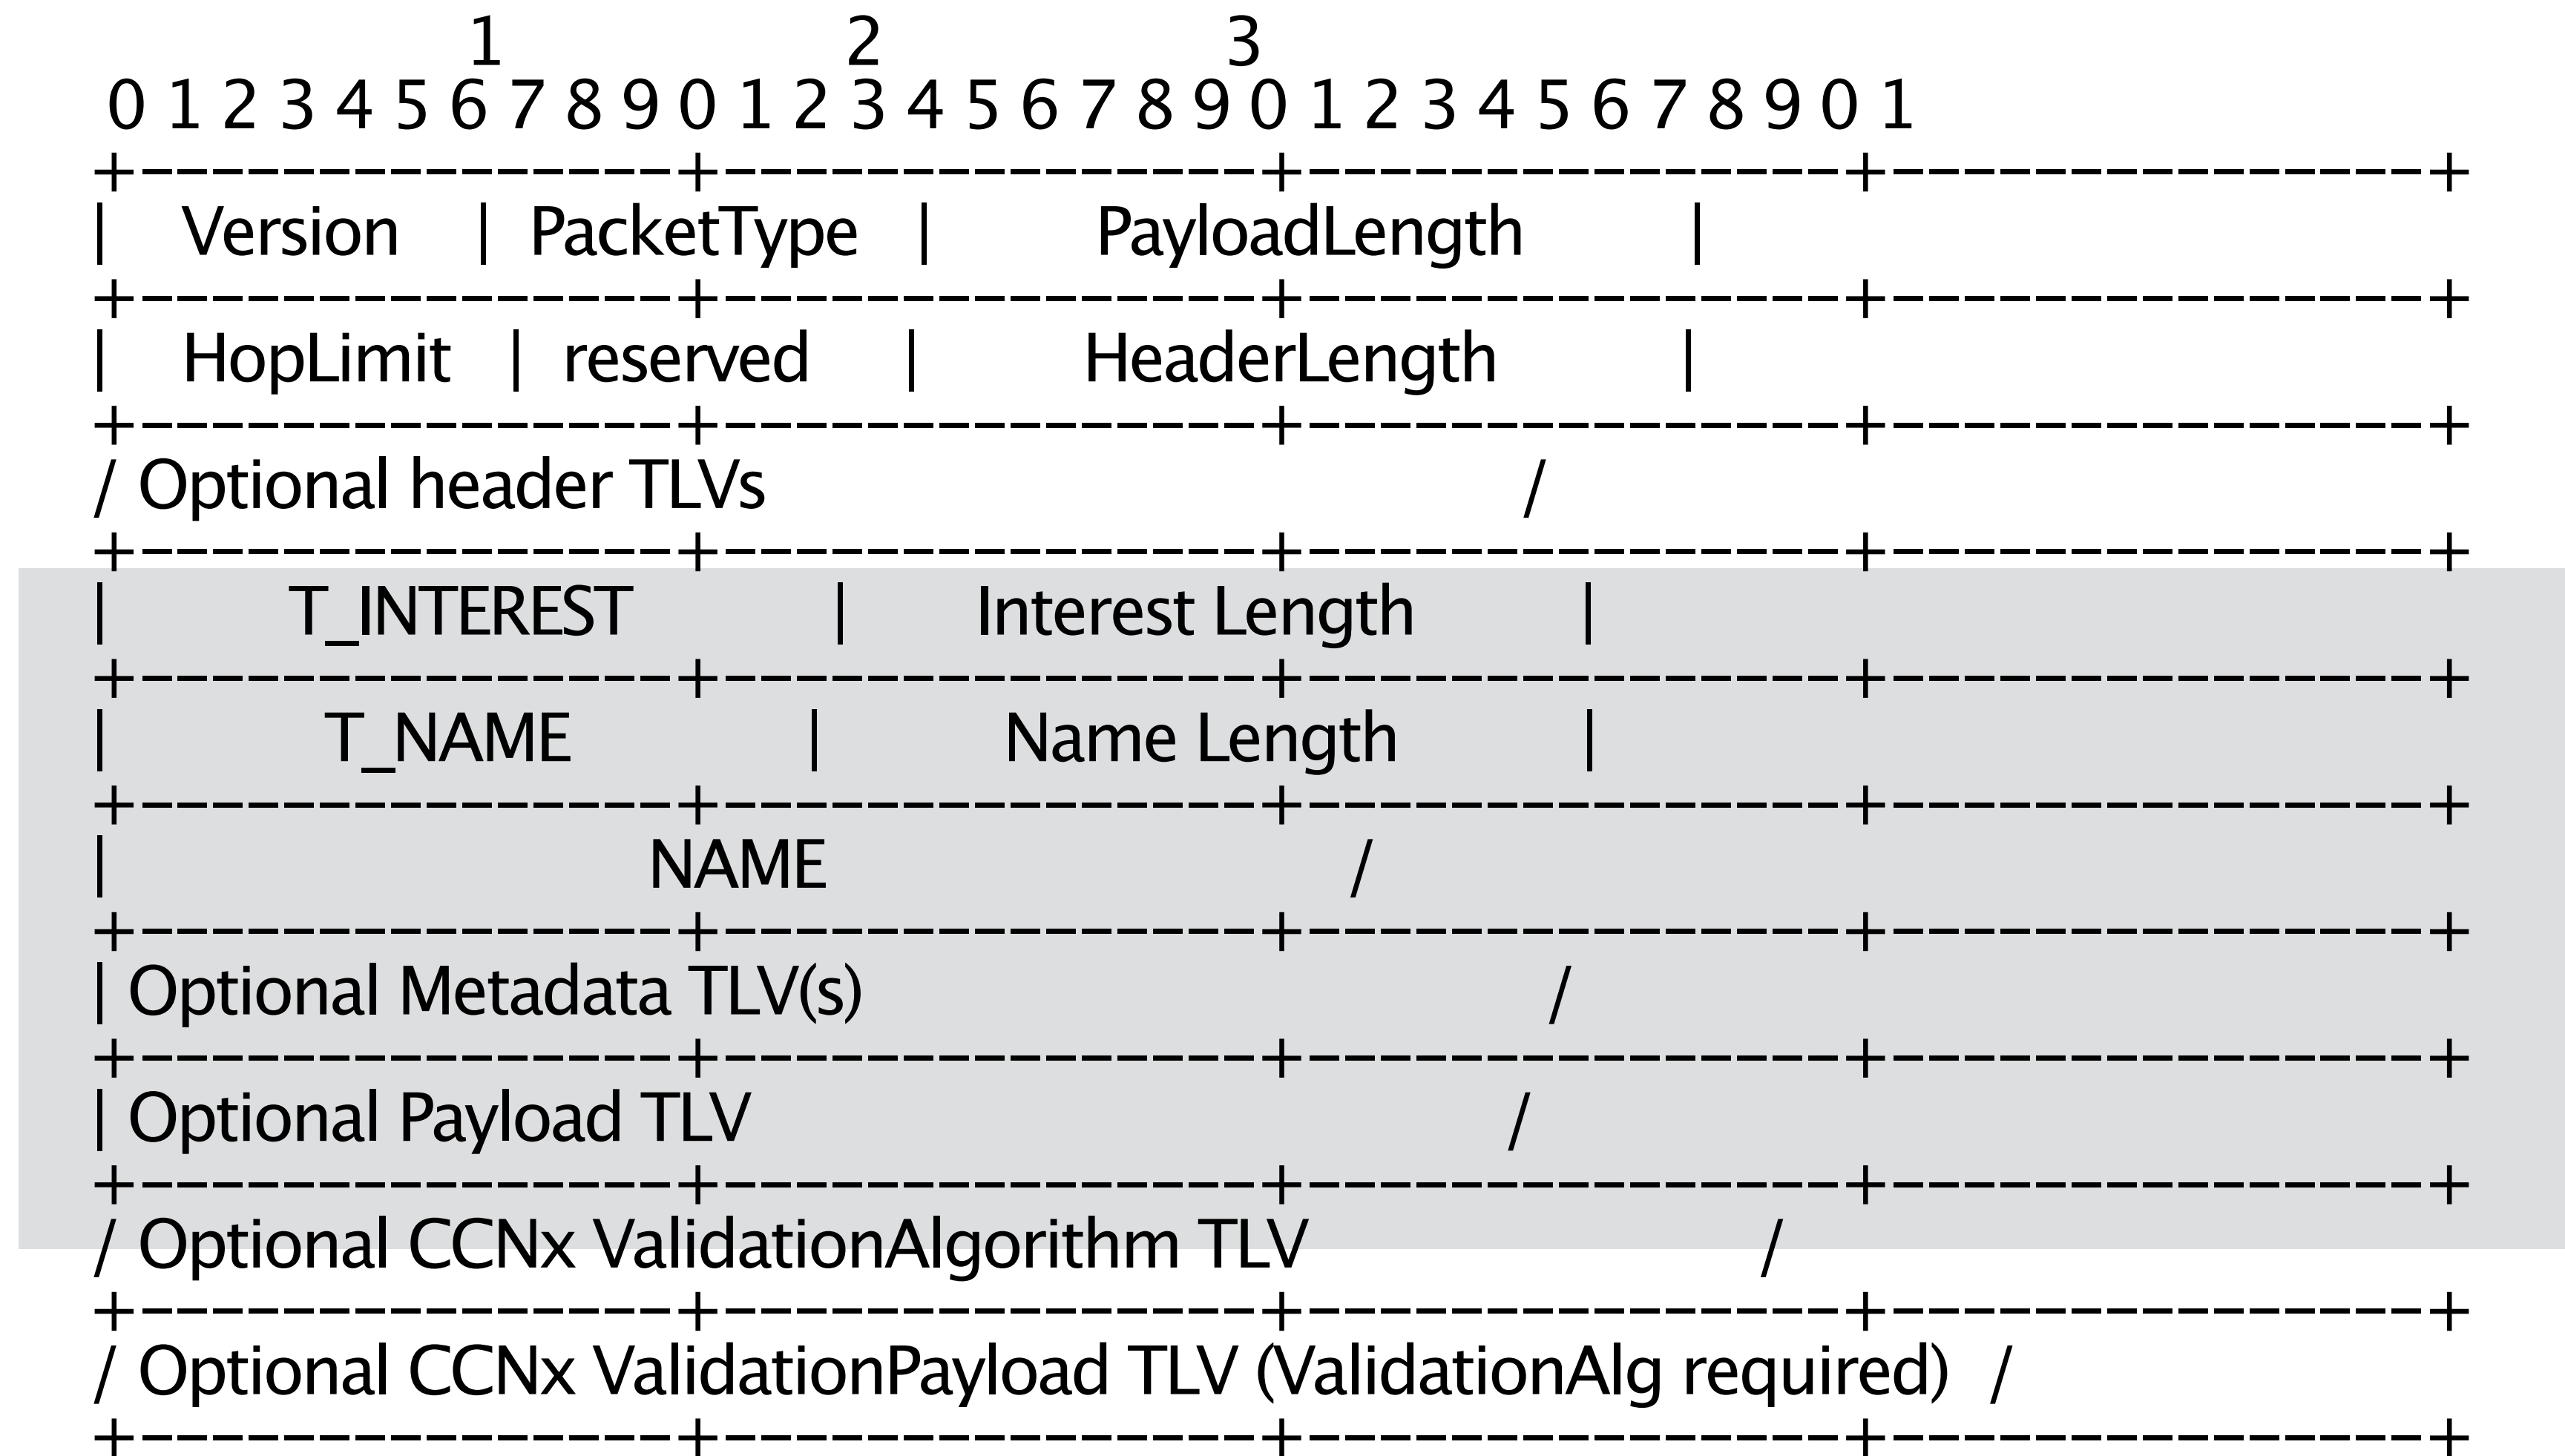 1 2 3
0 1 2 3 4 5 6 7 8 9 0 1 2 3 4 5 6 7 8 9 0 1 2 3 4 5 6 7 8 9 0 1
+---------------+---------------+---------------+---------------+
| Version | PacketType | PayloadLength |
+---------------+---------------+---------------+---------------+
| HopLimit | reserved | HeaderLength |
+---------------+---------------+---------------+---------------+
/ Optional header TLVs /
+---------------+---------------+---------------+---------------+
| T_INTEREST | Interest Length |
+---------------+---------------+---------------+---------------+
| T_NAME | Name Length |
+---------------+---------------+---------------+---------------+
| NAME /
+---------------+---------------+---------------+---------------+
| Optional Metadata TLV(s) /
+---------------+---------------+---------------+---------------+
| Optional Payload TLV /
+---------------+---------------+---------------+---------------+
/ Optional CCNx ValidationAlgorithm TLV /
+---------------+---------------+---------------+---------------+
/ Optional CCNx ValidationPayload TLV (ValidationAlg required) /
+---------------+---------------+---------------+---------------+